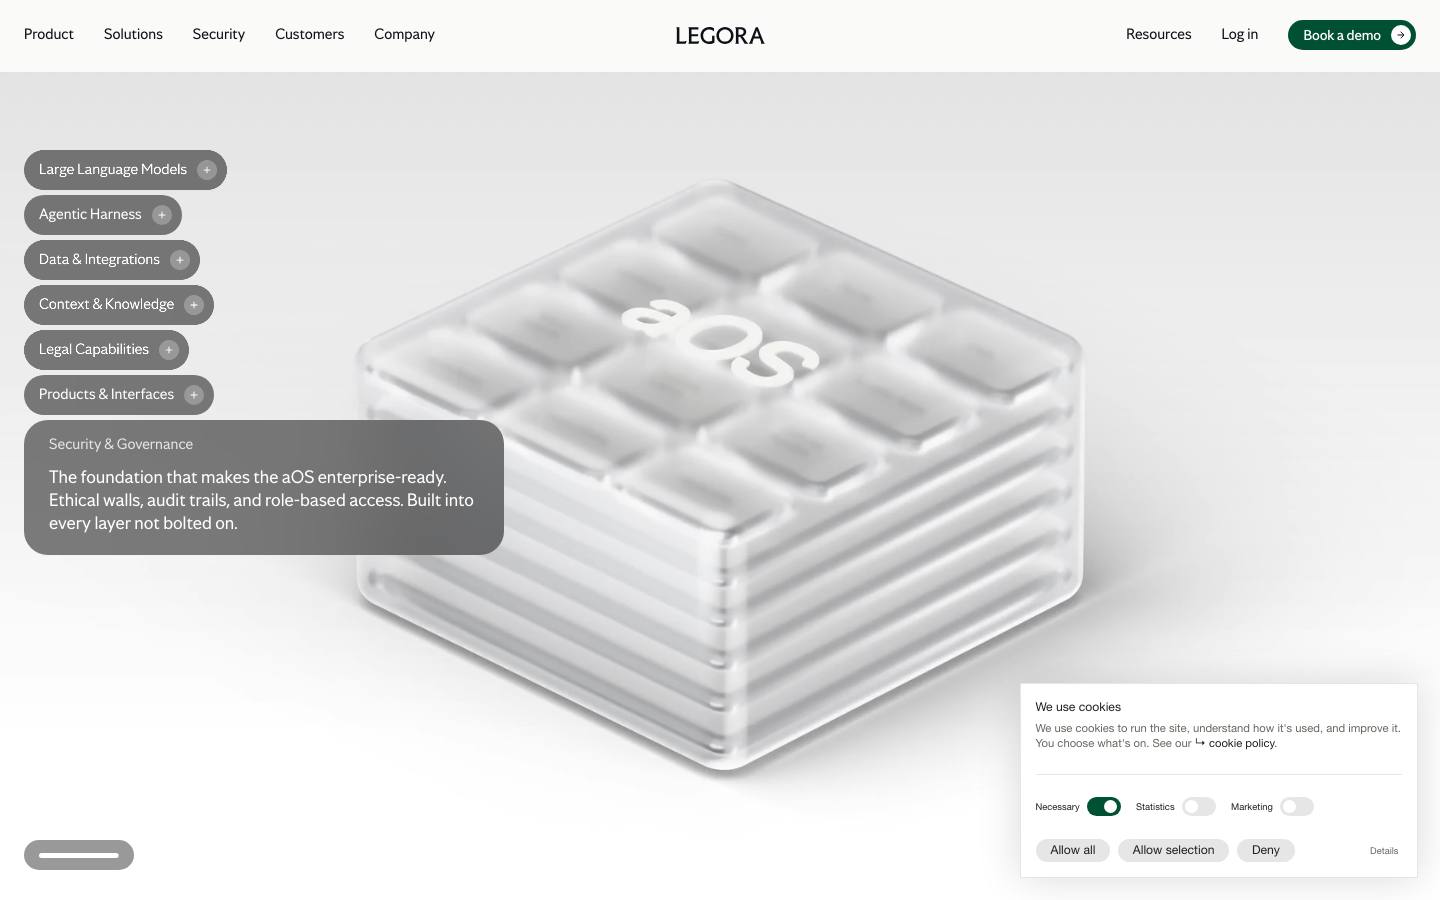 Product
Solutions
Security
Customers
Company
LEGORA
Resources
Log in
Book a demo
Large Language Models
Agentic Harness
Data & Integrations
Context & Knowledge
Legal Capabilities
Products & Interfaces
Security & Governance
The foundation that makes the aOS enterprise-ready.
Ethical walls, audit trails, and role-based access. Built into
every layer not bolted on.
aOS
We use cookies
We use cookies to run the site, understand how it's used, and improve it.
You choose what's on. See our ↳ cookie policy.
Necessary
Statistics
Marketing
Allow all
Allow selection
Deny
Details